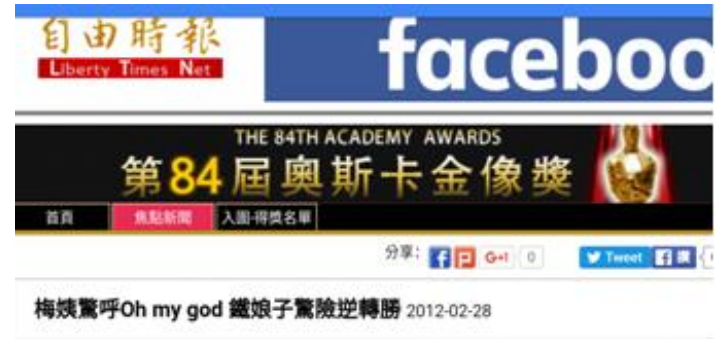 自由時報
Liberty Times Net
faceboo
THE 84TH ACADEMY AWARDS
第84屆奧斯卡金像獎
首頁 焦點新聞 入圍-得獎名單
分享: f P G+1 0 Tweet f 讚
梅姨驚呼Oh my god 鐵娘子驚險逆轉勝 2012-02-28